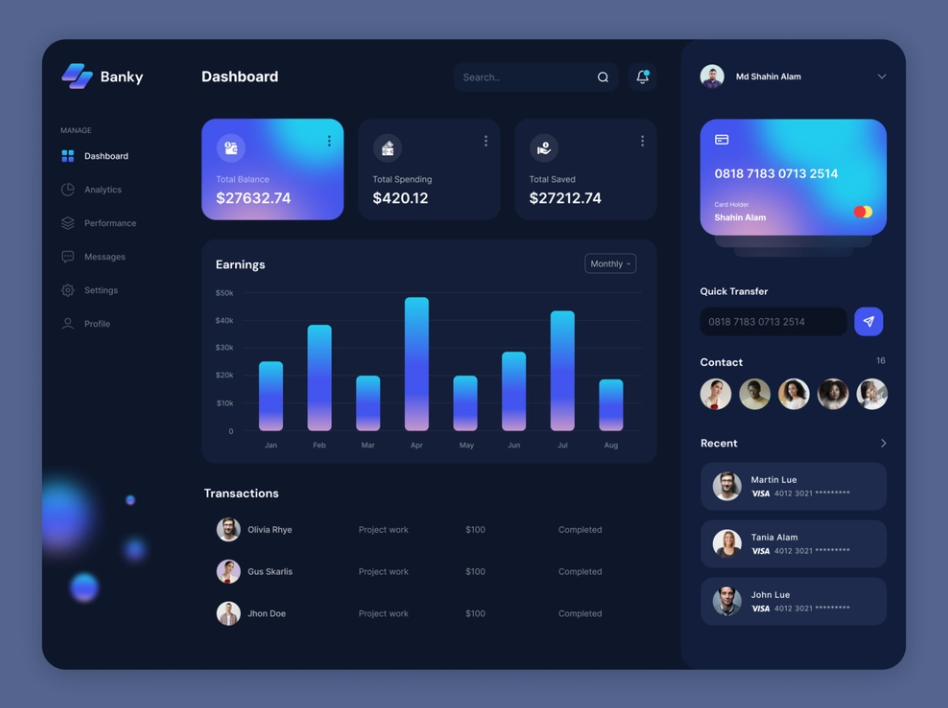 Banky
MANAGE
Dashboard
Analytics
Performance
Messages
Settings
Profile
Dashboard
Search..
Total Balance
$27632.74
Total Spending
$420.12
Total Saved
$27212.74
Earnings
Monthly
$50k
$40k
$30k
$20k
$10k
0
Jan Feb Mar Apr May Jun Jul Aug
Transactions
Olivia Rhye Project work $100 Completed
Gus Skarlis Project work $100 Completed
Jhon Doe Project work $100 Completed
Md Shahin Alam
0818 7183 0713 2514
Card Holder
Shahin Alam
Quick Transfer
0818 7183 0713 2514
Contact 16
Recent
Martin Lue
VISA 4012 3021 *********
Tania Alam
VISA 4012 3021 *********
John Lue
VISA 4012 3021 *********